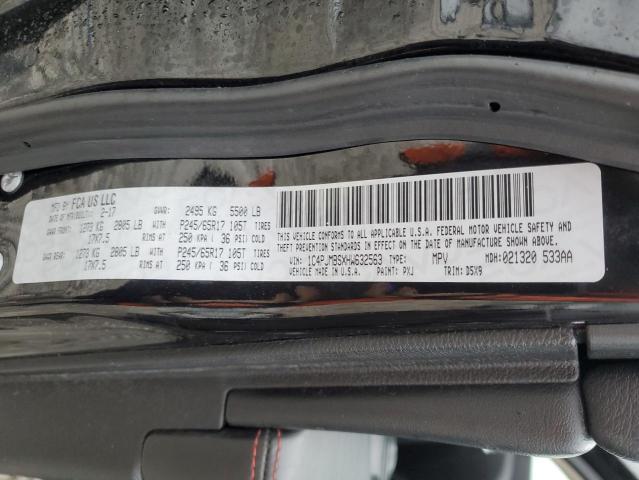 MFD BY FCA US LLC
DATE OF MFR 2-17 GVWR: 2495 KG 5500 LB
GAWR FRONT: 1273 KG 2805 LB WITH P245/65R17 105T TIRES
17X7.5 RIMS AT 250 KPA ( 36 PSI) COLD
GAWR REAR: 1273 KG 2805 LB WITH P245/65R17 105T TIRES
17X7.5 RIMS AT 250 KPA ( 36 PSI) COLD
THIS VEHICLE CONFORMS TO ALL APPLICABLE U.S.A. FEDERAL MOTOR VEHICLE SAFETY AND
THEFT PREVENTION STANDARDS IN EFFECT ON THE DATE OF MANUFACTURE SHOWN ABOVE.
VIN: 1C4PJMBSXHW632563 TYPE: MPV MDH: 021320 533AA
VEHICLE MADE IN U.S.A. PAINT: PXJ TRIM: D5X9